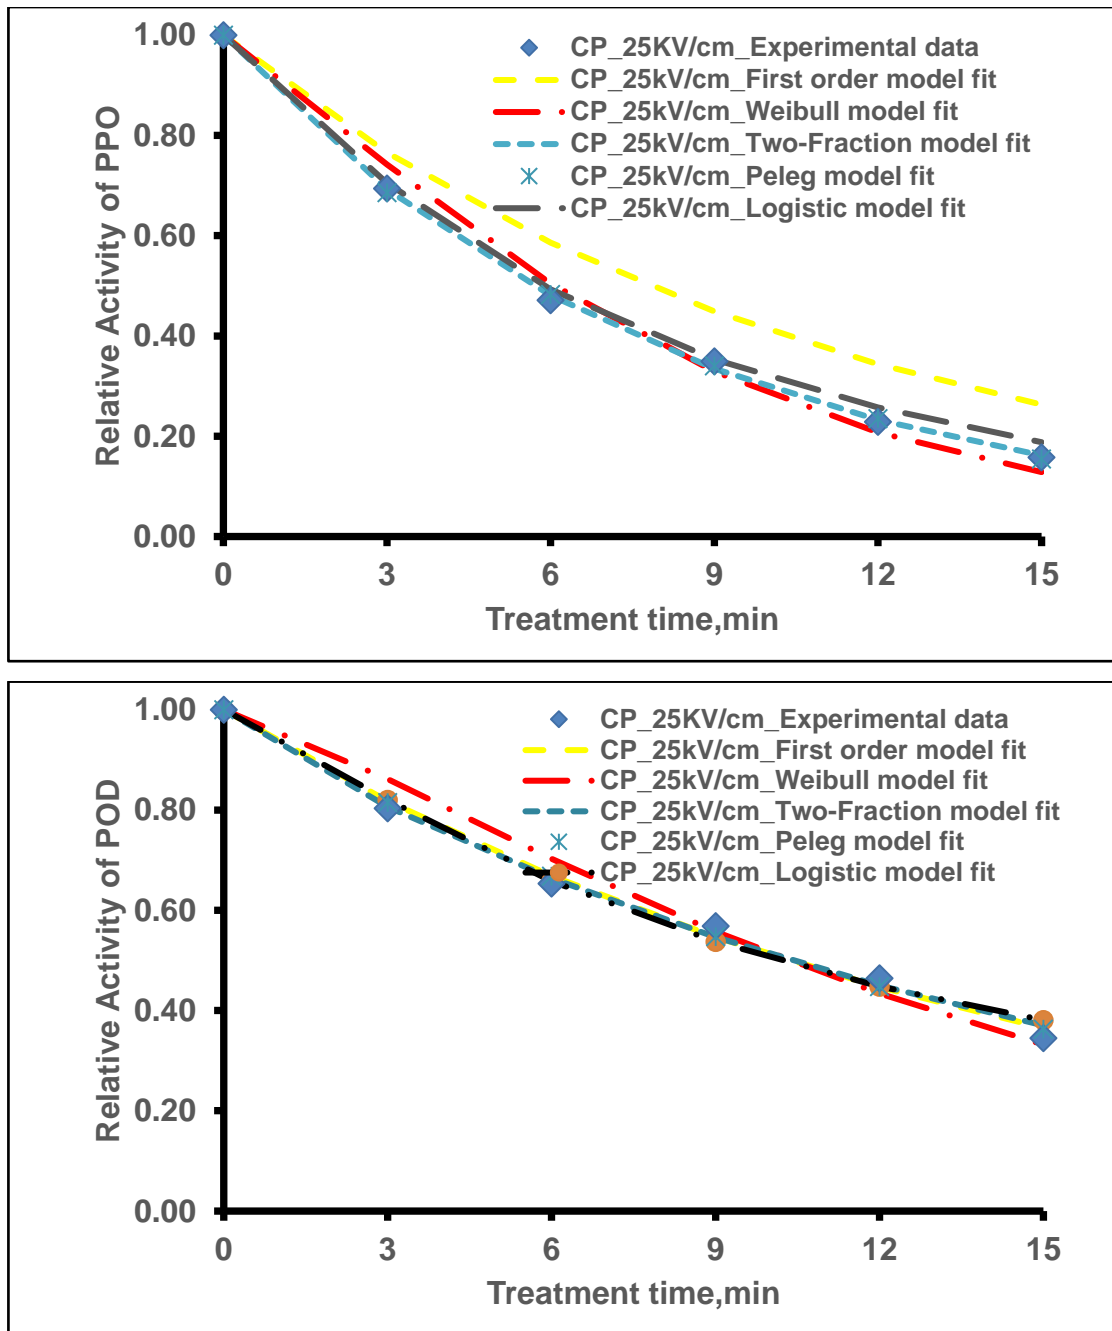 1.00
0.80
0.60
0.40
0.20
0.00
Relative Activity of PPO
CP_25KV/cm_Experimental data
CP_25kV/cm_First order model fit
CP_25kV/cm_Weibull model fit
CP_25kV/cm_Two-Fraction model fit
CP_25kV/cm_Peleg model fit
CP_25kV/cm_Logistic model fit
0 3 6 9 12 15
Treatment time,min
1.00
0.80
0.60
0.40
0.20
0.00
Relative Activity of POD
CP_25KV/cm_Experimental data
CP_25kV/cm_First order model fit
CP_25kV/cm_Weibull model fit
CP_25kV/cm_Two-Fraction model fit
CP_25kV/cm_Peleg model fit
CP_25kV/cm_Logistic model fit
0 3 6 9 12 15
Treatment time,min